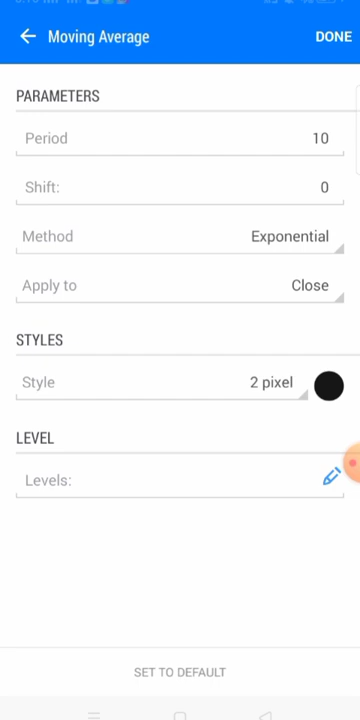 Moving Average DONE
PARAMETERS
Period 10
Shift: 0
Method Exponential
Apply to Close
STYLES
Style 2 pixel
LEVEL
Levels:
SET TO DEFAULT